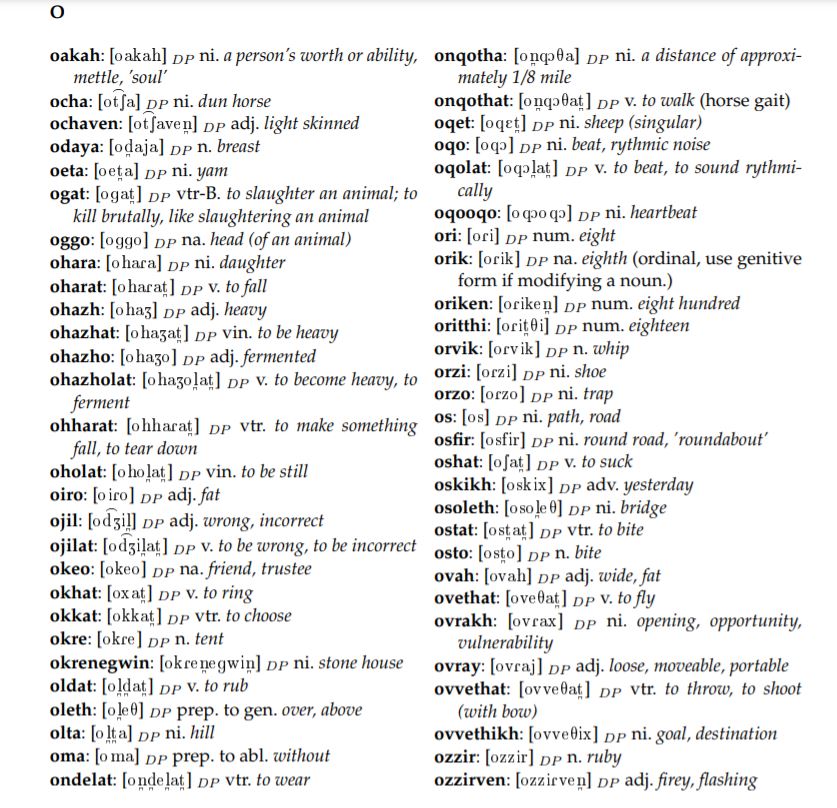 O
oakah: [oakah] DP ni. a person's worth or ability,
mettle, 'soul'
ocha: [ot͡ʃa] DP ni. dun horse
ochaven: [ot͡ʃaven̪] DP adj. light skinned
odaya: [od̪aja] DP n. breast
oeta: [oet̪a] DP ni. yam
ogat: [ogat̪] DP vtr-B. to slaughter an animal; to
kill brutally, like slaughtering an animal
oggo: [oggo] DP na. head (of an animal)
ohara: [ohara] DP ni. daughter
oharat: [oharat̪] DP v. to fall
ohazh: [ohaʒ] DP adj. heavy
ohazhat: [ohaʒat̪] DP vin. to be heavy
ohazho: [ohaʒo] DP adj. fermented
ohazholat: [ohaʒol̪at̪] DP v. to become heavy, to
ferment
ohharat: [ohharat̪] DP vtr. to make something
fall, to tear down
oholat: [ohol̪at̪] DP vin. to be still
oiro: [oiro] DP adj. fat
ojil: [od͡ʒil̪] DP adj. wrong, incorrect
ojilat: [od͡ʒil̪at̪] DP v. to be wrong, to be incorrect
okeo: [okeo] DP na. friend, trustee
okhat: [oxat̪] DP v. to ring
okkat: [okkat̪] DP vtr. to choose
okre: [okre] DP n. tent
okrenegwin: [okren̪egwin̪] DP ni. stone house
oldat: [ol̪d̪at̪] DP v. to rub
oleth: [ol̪eθ] DP prep. to gen. over, above
olta: [ol̪t̪a] DP ni. hill
oma: [oma] DP prep. to abl. without
ondelat: [on̪d̪el̪at̪] DP vtr. to wear
onqotha: [on̪qɔθa] DP ni. a distance of approxi-
mately 1/8 mile
onqothat: [on̪qɔθat̪] DP v. to walk (horse gait)
oqet: [oqɛt̪] DP ni. sheep (singular)
oqo: [oqɔ] DP ni. beat, rythmic noise
oqolat: [oqɔl̪at̪] DP v. to beat, to sound rythmi-
cally
oqooqo: [oqɔoqɔ] DP ni. heartbeat
ori: [ori] DP num. eight
orik: [orik] DP na. eighth (ordinal, use genitive
form if modifying a noun.)
oriken: [oriken̪] DP num. eight hundred
oritthi: [orit̪θi] DP num. eighteen
orvik: [orvik] DP n. whip
orzi: [orzi] DP ni. shoe
orzo: [orzo] DP ni. trap
os: [os] DP ni. path, road
osfir: [osfir] DP ni. round road, 'roundabout'
oshat: [oʃat̪] DP v. to suck
oskikh: [oskix] DP adv. yesterday
osoleth: [osol̪eθ] DP ni. bridge
ostat: [ost̪at̪] DP vtr. to bite
osto: [ost̪o] DP n. bite
ovah: [ovah] DP adj. wide, fat
ovethat: [oveθat̪] DP v. to fly
ovrakh: [ovrax] DP ni. opening, opportunity,
vulnerability
ovray: [ovraj] DP adj. loose, moveable, portable
ovvethat: [ovveθat̪] DP vtr. to throw, to shoot
(with bow)
ovvethikh: [ovveθix] DP ni. goal, destination
ozzir: [ozzir] DP n. ruby
ozzirven: [ozzirven̪] DP adj. firey, flashing